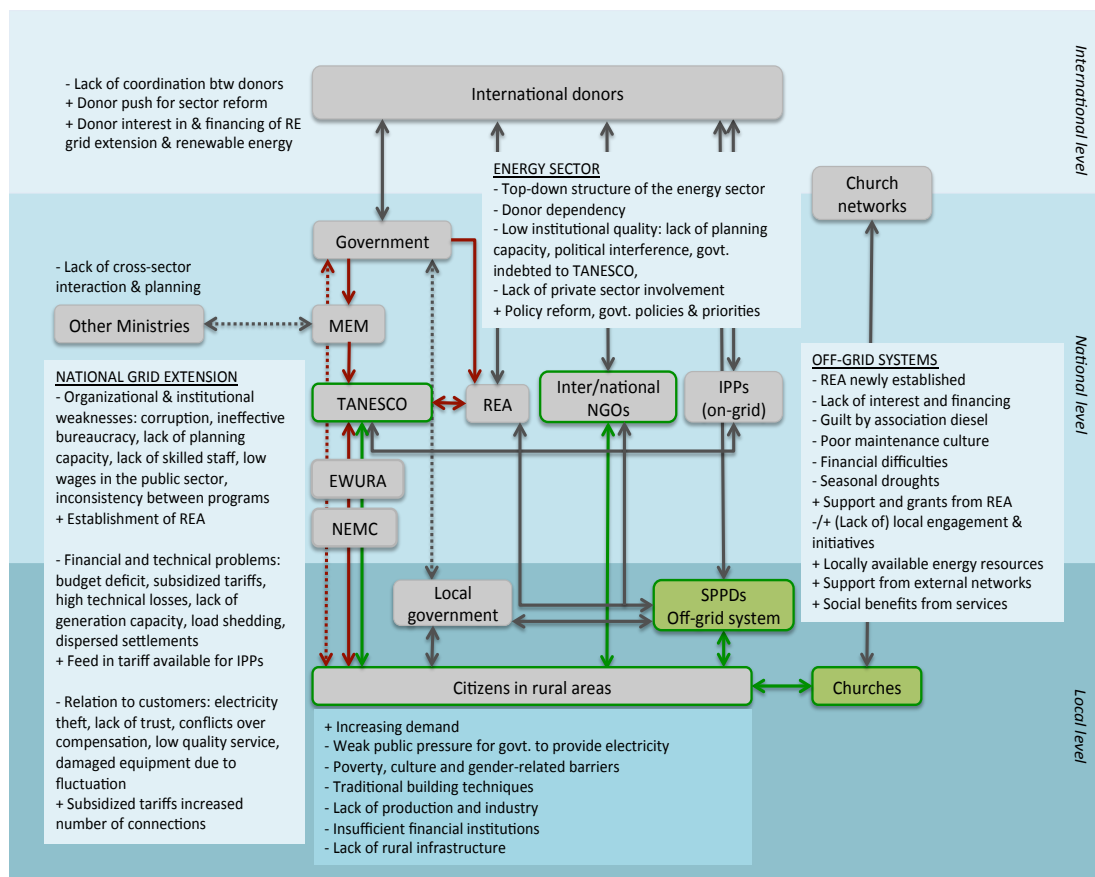 International level
- Lack of coordination btw donors
+ Donor push for sector reform
+ Donor interest in & financing of RE
grid extension & renewable energy
International donors
ENERGY SECTOR
- Top-down structure of the energy sector
- Donor dependency
- Low institutional quality: lack of planning
capacity, political interference, govt.
indebted to TANESCO,
- Lack of private sector involvement
+ Policy reform, govt. policies & priorities
Church
networks
Government
- Lack of cross-sector
interaction & planning
Other Ministries
MEM
National level
NATIONAL GRID EXTENSION
- Organizational & institutional
weaknesses: corruption, ineffective
bureaucracy, lack of planning
capacity, lack of skilled staff, low
wages in the public sector,
inconsistency between programs
+ Establishment of REA
- Financial and technical problems:
budget deficit, subsidized tariffs,
high technical losses, lack of
generation capacity, load shedding,
dispersed settlements
+ Feed in tariff available for IPPs
- Relation to customers: electricity
theft, lack of trust, conflicts over
compensation, low quality service,
damaged equipment due to
fluctuation
+ Subsidized tariffs increased
number of connections
TANESCO
REA
Inter/national
NGOs
IPPs
(on-grid)
EWURA
NEMC
OFF-GRID SYSTEMS
- REA newly established
- Lack of interest and financing
- Guilt by association diesel
- Poor maintenance culture
- Financial difficulties
- Seasonal droughts
+ Support and grants from REA
-/+ (Lack of) local engagement &
initiatives
+ Locally available energy resources
+ Support from external networks
+ Social benefits from services
Local
government
SPPDs
Off-grid system
Citizens in rural areas
Churches
Local level
+ Increasing demand
- Weak public pressure for govt. to provide electricity
- Poverty, culture and gender-related barriers
- Traditional building techniques
- Lack of production and industry
- Insufficient financial institutions
- Lack of rural infrastructure